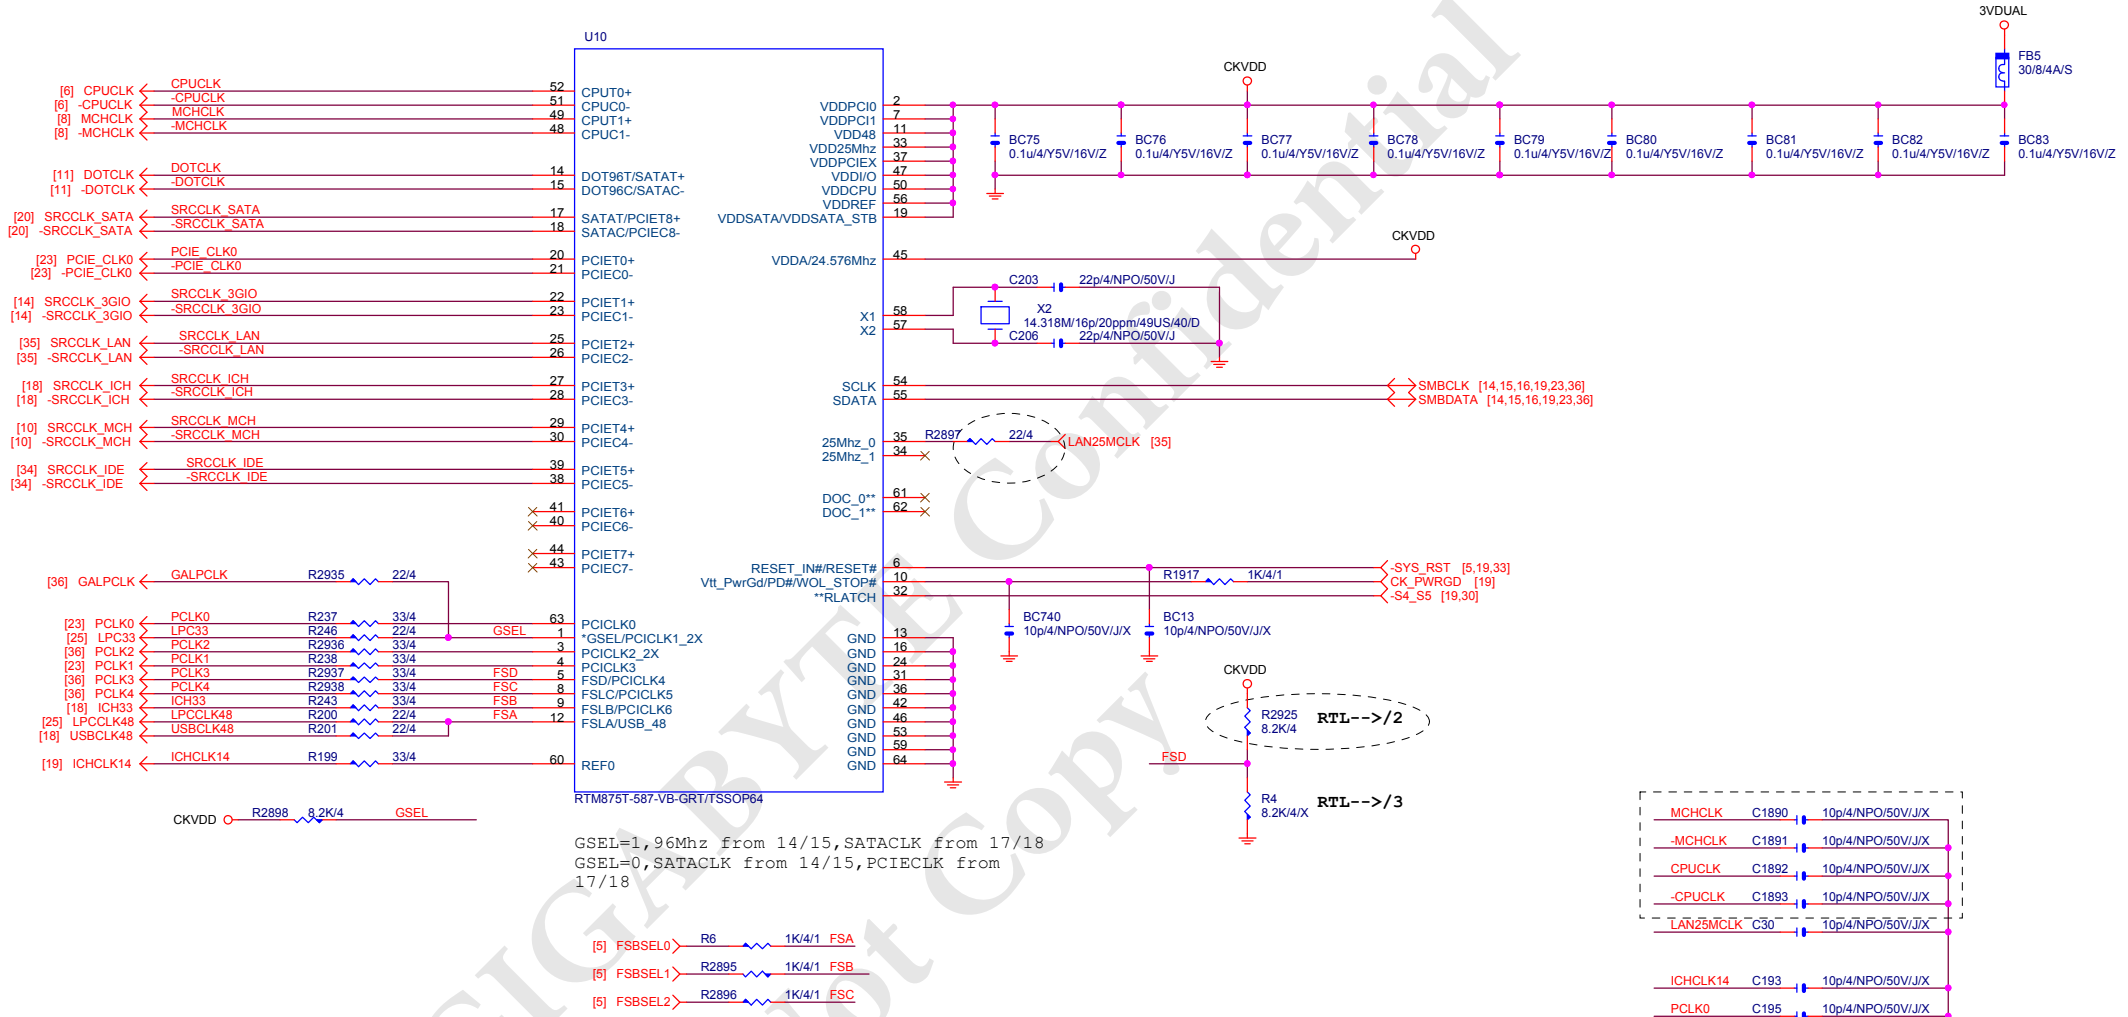 3VDUAL
U10
FB5
30/8/4A/S
CKVDD
[6] CPUCLK CPUCLK 52 CPUT0+
[6] -CPUCLK -CPUCLK 51 CPUC0-
[8] MCHCLK MCHCLK 49 CPUT1+
[8] -MCHCLK -MCHCLK 48 CPUC1-
[11] DOTCLK DOTCLK 14 DOT96T/SATAT+
[11] -DOTCLK -DOTCLK 15 DOT96C/SATAC-
[20] SRCCLK_SATA SRCCLK_SATA 17 SATAT/PCIET8+
[20] -SRCCLK_SATA -SRCCLK_SATA 18 SATAC/PCIEC8-
[23] PCIE_CLK0 PCIE_CLK0 20 PCIET0+
[23] -PCIE_CLK0 -PCIE_CLK0 21 PCIEC0-
[14] SRCCLK_3GIO SRCCLK_3GIO 22 PCIET1+
[14] -SRCCLK_3GIO -SRCCLK_3GIO 23 PCIEC1-
[35] SRCCLK_LAN SRCCLK_LAN 25 PCIET2+
[35] -SRCCLK_LAN -SRCCLK_LAN 26 PCIEC2-
[18] SRCCLK_ICH SRCCLK_ICH 27 PCIET3+
[18] -SRCCLK_ICH -SRCCLK_ICH 28 PCIEC3-
[10] SRCCLK_MCH SRCCLK_MCH 29 PCIET4+
[10] -SRCCLK_MCH -SRCCLK_MCH 30 PCIEC4-
[34] SRCCLK_IDE SRCCLK_IDE 39 PCIET5+
[34] -SRCCLK_IDE -SRCCLK_IDE 38 PCIEC5-
41 PCIET6+
40 PCIEC6-
44 PCIET7+
43 PCIEC7-
[36] GALPCLK GALPCLK R2935 22/4
[23] PCLK0 PCLK0 R237 33/4 63 PCICLK0
[25] LPC33 LPC33 R246 22/4 GSEL 1 *GSEL/PCICLK1_2X
[36] PCLK2 PCLK2 R2936 33/4 3 PCICLK2_2X
[23] PCLK1 PCLK1 R238 33/4 4 PCICLK3
[36] PCLK3 PCLK3 R2937 33/4 FSD 5 FSD/PCICLK4
[36] PCLK4 PCLK4 R2938 33/4 FSC 8 FSLC/PCICLK5
[18] ICH33 ICH33 R243 33/4 FSB 9 FSLB/PCICLK6
[25] LPCCLK48 LPCCLK48 R200 22/4 FSA 12 FSLA/USB_48
[18] USBCLK48 USBCLK48 R201 22/4
[19] ICHCLK14 ICHCLK14 R199 33/4 60 REF0
RTM875T-587-VB-GRT/TSSOP64
CKVDD R2898 8.2K/4 GSEL
VDDPCI0 2
VDDPCI1 7
VDD48 11
VDD25Mhz 33
VDDPCIEX 37
VDDI/O 47
VDDCPU 50
VDDREF 56
VDDSATA/VDDSATA_STB 19
BC75 BC76 BC77 BC78 BC79 BC80 BC81 BC82 BC83
0.1u/4/Y5V/16V/Z 0.1u/4/Y5V/16V/Z 0.1u/4/Y5V/16V/Z 0.1u/4/Y5V/16V/Z 0.1u/4/Y5V/16V/Z 0.1u/4/Y5V/16V/Z 0.1u/4/Y5V/16V/Z 0.1u/4/Y5V/16V/Z 0.1u/4/Y5V/16V/Z
CKVDD
VDDA/24.576Mhz 45
C203 22p/4/NPO/50V/J
X1 58
X2 57
X2
14.318M/16p/20ppm/49US/40/D
C206 22p/4/NPO/50V/J
SCLK 54 SMBCLK [14,15,16,19,23,36]
SDATA 55 SMBDATA [14,15,16,19,23,36]
25Mhz_0 35 R2897 22/4 LAN25MCLK [35]
25Mhz_1 34
DOC_0** 61
DOC_1** 62
RESET_IN#/RESET# 6 -SYS_RST [5,19,33]
Vtt_PwrGd/PD#/WOL_STOP# 10 R1917 1K/4/1 CK_PWRGD [19]
**RLATCH 32 -S4_S5 [19,30]
BC740
10p/4/NPO/50V/J/X
BC13
10p/4/NPO/50V/J/X
GND 13
GND 16
GND 24
GND 31
GND 36
GND 42
GND 46
GND 53
GND 59
GND 64
CKVDD
R2925
8.2K/4
RTL-->/2
FSD
R4
8.2K/4/X
RTL-->/3
GSEL=1,96Mhz from 14/15,SATACLK from 17/18
GSEL=0,SATACLK from 14/15,PCIECLK from
17/18
[5] FSBSEL0 R6 1K/4/1 FSA
[5] FSBSEL1 R2895 1K/4/1 FSB
[5] FSBSEL2 R2896 1K/4/1 FSC
MCHCLK C1890 10p/4/NPO/50V/J/X
-MCHCLK C1891 10p/4/NPO/50V/J/X
CPUCLK C1892 10p/4/NPO/50V/J/X
-CPUCLK C1893 10p/4/NPO/50V/J/X
LAN25MCLK C30 10p/4/NPO/50V/J/X
ICHCLK14 C193 10p/4/NPO/50V/J/X
PCLK0 C195 10p/4/NPO/50V/J/X
GIGABYTE Confidential
Not Copy